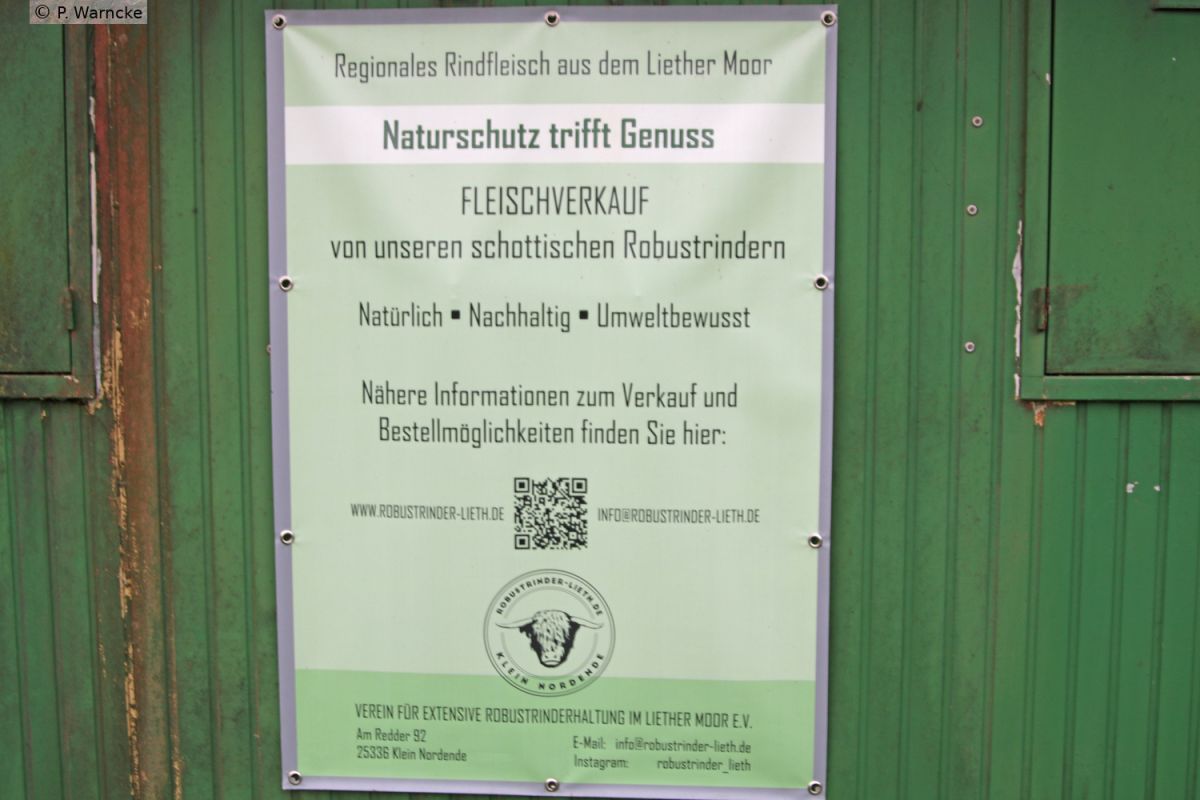 © P. Warncke
Regionales Rindfleisch aus dem Liether Moor
Naturschutz trifft Genuss
FLEISCHVERKAUF
von unseren schottischen Robustrindern
Natürlich ▪ Nachhaltig ▪ Umweltbewusst
Nähere Informationen zum Verkauf und
Bestellmöglichkeiten finden Sie hier:
WWW.ROBUSTRINDER-LIETH.DE INFO@ROBUSTRINDER-LIETH.DE
ROBUSTRINDER-LIETH.DE
KLEIN NORDENDE
VEREIN FÜR EXTENSIVE ROBUSTRINDERHALTUNG IM LIETHER MOOR E.V.
Am Redder 92
25336 Klein Nordende
E-Mail: info@robustrinder-lieth.de
Instagram: robustrinder_lieth